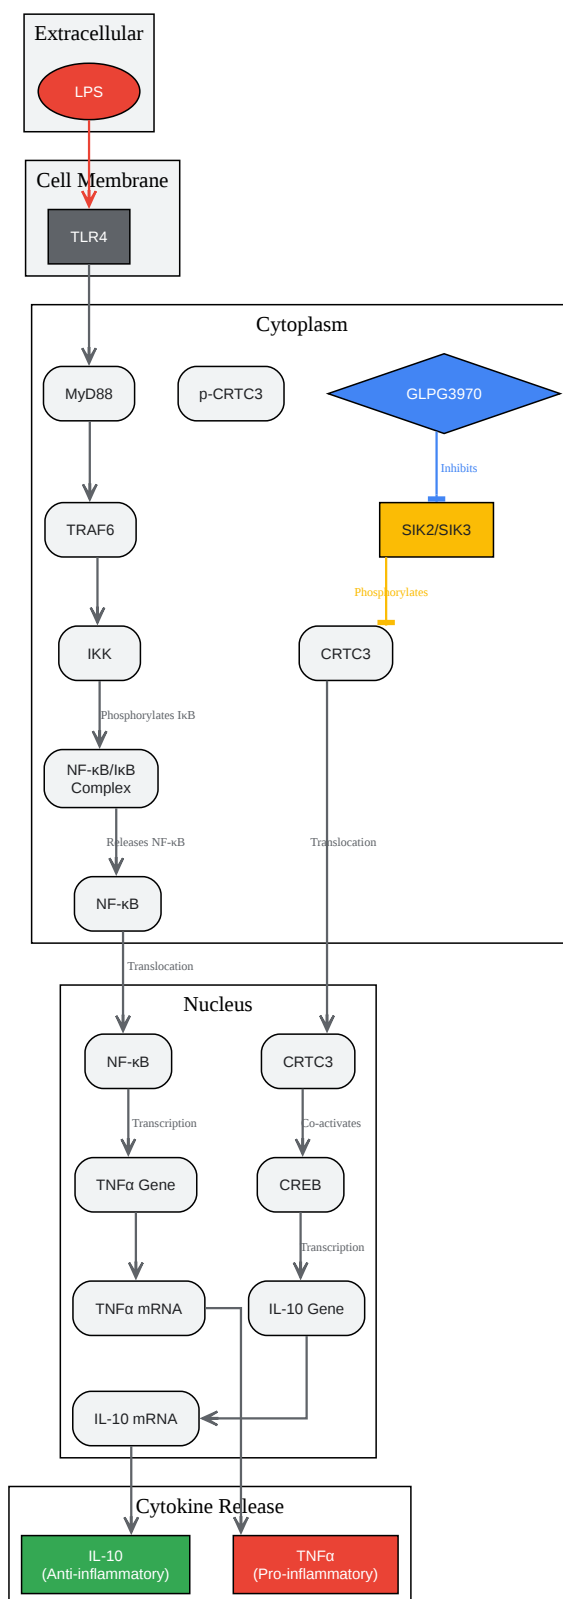 Extracellular
LPS
Cell Membrane
TLR4
Cytoplasm
MyD88
p-CRTC3
GLPG3970
Inhibits
TRAF6
SIK2/SIK3
Phosphorylates
IKK
CRTC3
Phosphorylates IκB
NF-κB/IκB
Complex
Releases NF-κB
Translocation
NF-κB
Translocation
Nucleus
NF-κB
CRTC3
Transcription
Co-activates
TNFα Gene
CREB
Transcription
TNFα mRNA
IL-10 Gene
IL-10 mRNA
Cytokine Release
IL-10
(Anti-inflammatory)
TNFα
(Pro-inflammatory)